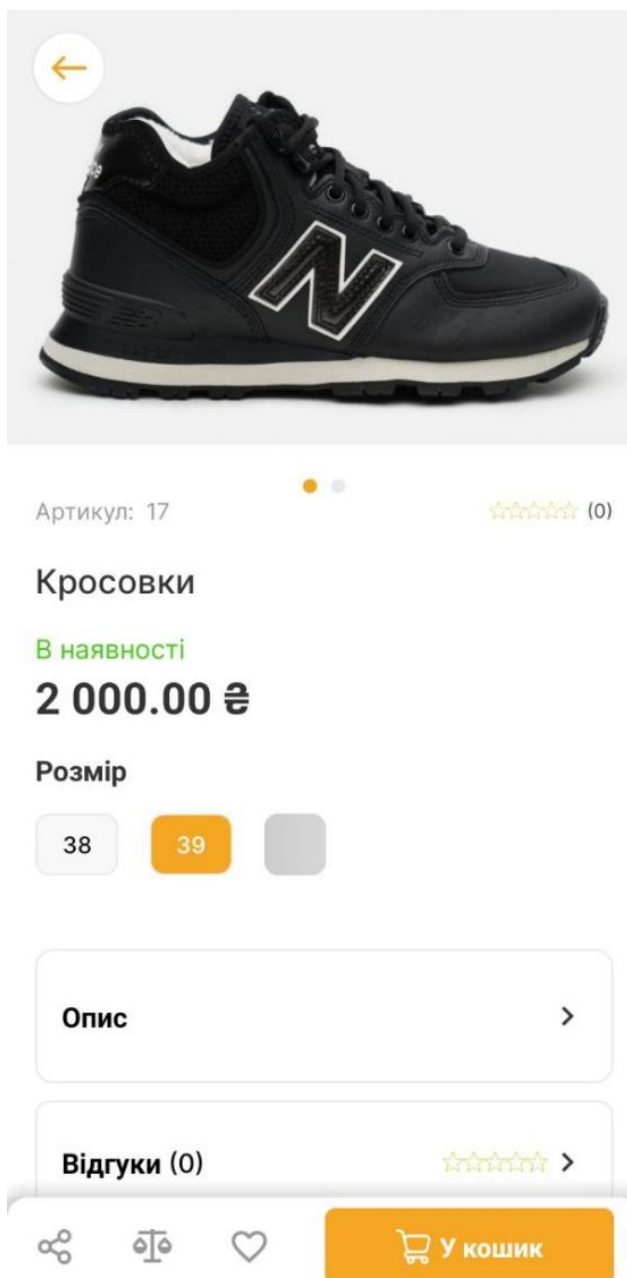 N
Артикул: 17
(0)
Кросовки
В наявності
2 000.00 ₴
Розмір
38
39
Опис
Відгуки (0)
У кошик